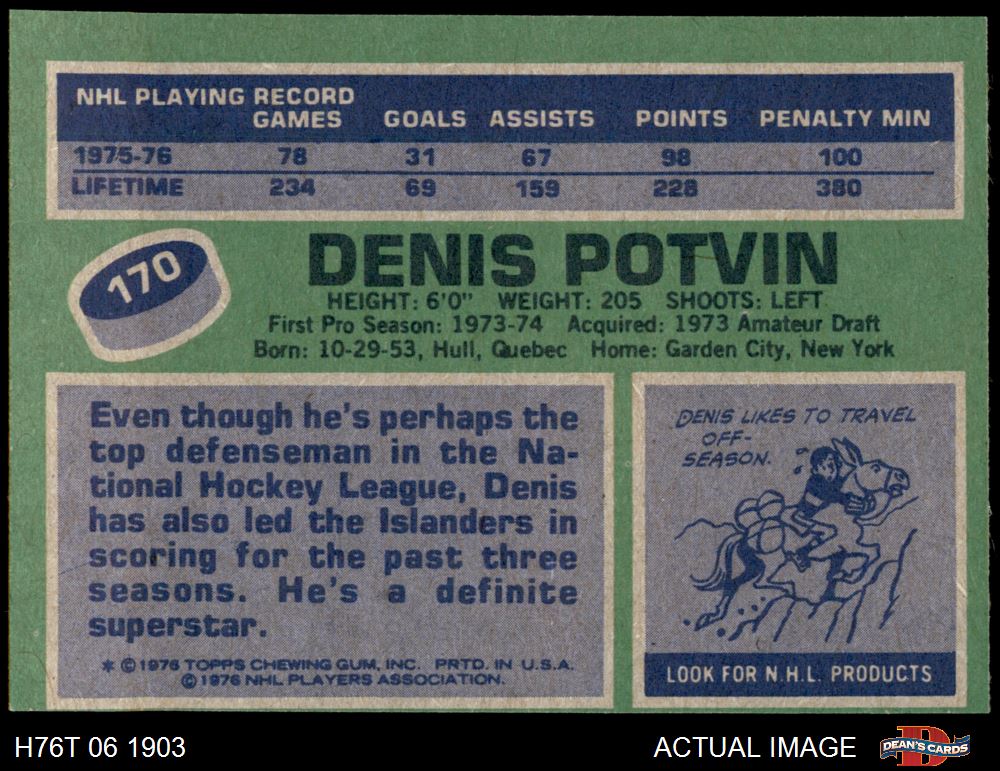 NHL PLAYING RECORD
GAMES GOALS ASSISTS POINTS PENALTY MIN
1975-76 78 31 67 98 100
LIFETIME 234 69 159 228 380
170
DENIS POTVIN
HEIGHT: 6'0" WEIGHT: 205 SHOOTS: LEFT
First Pro Season: 1973-74 Acquired: 1973 Amateur Draft
Born: 10-29-53, Hull, Quebec Home: Garden City, New York
Even though he's perhaps the
top defenseman in the Na-
tional Hockey League, Denis
has also led the Islanders in
scoring for the past three
seasons. He's a definite
superstar.
* © 1976 TOPPS CHEWING GUM, INC. PRTD. IN U.S.A.
© 1976 NHL PLAYERS ASSOCIATION.
DENIS LIKES TO TRAVEL
OFF-
SEASON.
LOOK FOR N.H.L. PRODUCTS
H76T 06 1903
ACTUAL IMAGE
D
DEAN'S CARDS